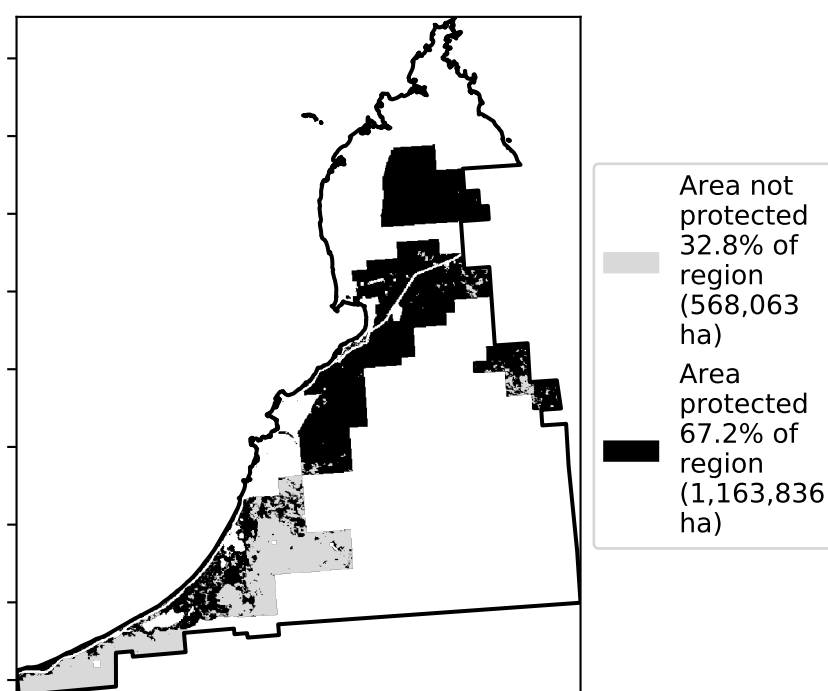 Area not
protected
32.8% of
region
(568,063
ha)
Area
protected
67.2% of
region
(1,163,836
ha)